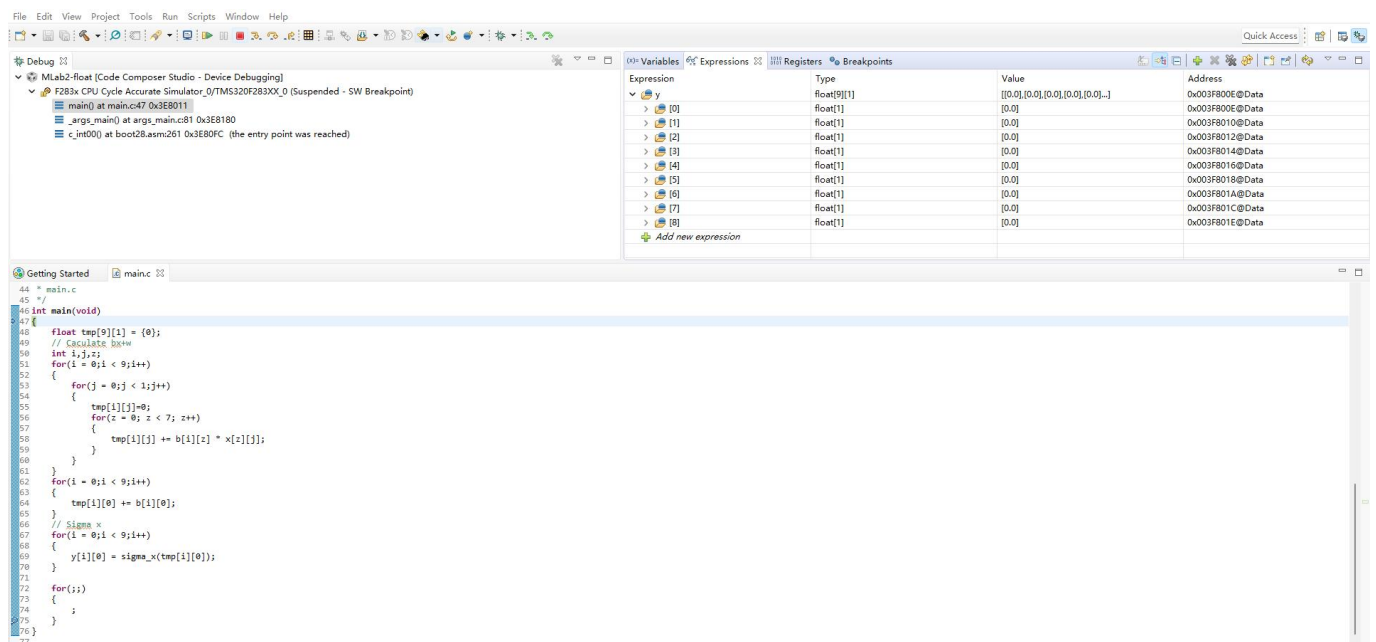 File Edit View Project Tools Run Scripts Window Help
Quick Access
Debug
MLab2-float [Code Composer Studio - Device Debugging]
F283x CPU Cycle Accurate Simulator_0/TMS320F283XX_0 (Suspended - SW Breakpoint)
main() at main.c:47 0x3E8011
_args_main() at args_main.c:81 0x3E8180
c_int00() at boot28.asm:261 0x3E80FC (the entry point was reached)
(x)= Variables Expressions Registers Breakpoints
Expression Type Value Address
y float[9][1] [[0.0],[0.0],[0.0],[0.0],[0.0]...] 0x003F800E@Data
[0] float[1] [0.0] 0x003F800E@Data
[1] float[1] [0.0] 0x003F8010@Data
[2] float[1] [0.0] 0x003F8012@Data
[3] float[1] [0.0] 0x003F8014@Data
[4] float[1] [0.0] 0x003F8016@Data
[5] float[1] [0.0] 0x003F8018@Data
[6] float[1] [0.0] 0x003F801A@Data
[7] float[1] [0.0] 0x003F801C@Data
[8] float[1] [0.0] 0x003F801E@Data
Add new expression
Getting Started main.c
44 * main.c
45 */
46 int main(void)
47 {
48 float tmp[9][1] = {0};
49 // Caculate bx+w
50 int i,j,z;
51 for(i = 0;i < 9;i++)
52 {
53 for(j = 0;j < 1;j++)
54 {
55 tmp[i][j]=0;
56 for(z = 0; z < 7; z++)
57 {
58 tmp[i][j] += b[i][z] * x[z][j];
59 }
60 }
61 }
62 for(i = 0;i < 9;i++)
63 {
64 tmp[i][0] += b[i][0];
65 }
66 // Sigma x
67 for(i = 0;i < 9;i++)
68 {
69 y[i][0] = sigma_x(tmp[i][0]);
70 }
71
72 for(;;)
73 {
74 ;
75 }
76 }
77